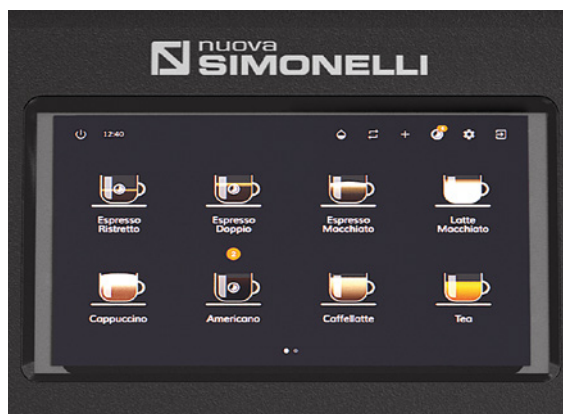 nuova
SIMONELLI
12:40
Espresso
Ristretto
Espresso
Doppio
Espresso
Macchiato
Latte
Macchiato
2
Cappuccino
Americano
Caffellatte
Tea